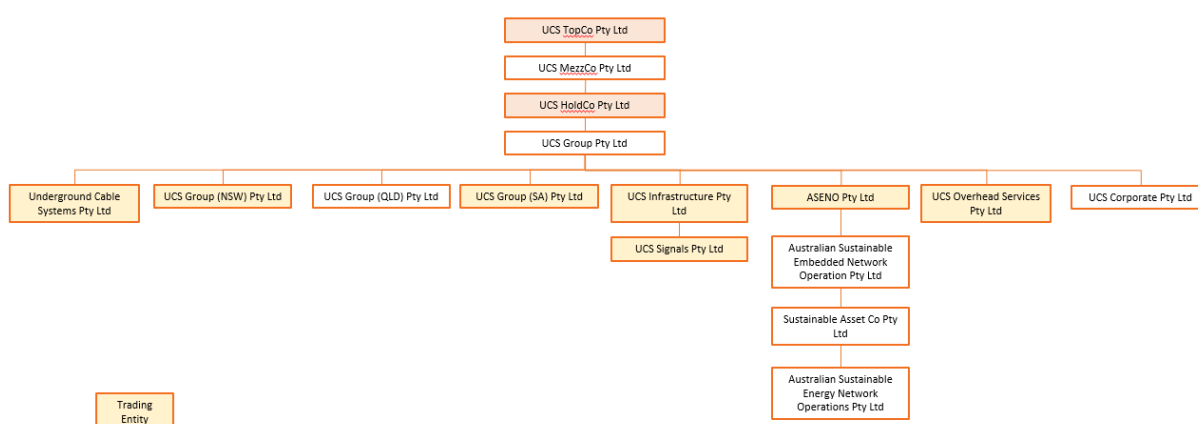 UCS TopCo Pty Ltd
UCS MezzCo Pty Ltd
UCS HoldCo Pty Ltd
UCS Group Pty Ltd
Underground Cable
Systems Pty Ltd
UCS Group (NSW) Pty Ltd
UCS Group (QLD) Pty Ltd
UCS Group (SA) Pty Ltd
UCS Infrastructure Pty
Ltd
ASENO Pty Ltd
UCS Overhead Services
Pty Ltd
UCS Corporate Pty Ltd
UCS Signals Pty Ltd
Australian Sustainable
Embedded Network
Operation Pty Ltd
Sustainable Asset Co Pty
Ltd
Australian Sustainable
Energy Network
Operations Pty Ltd
Trading
Entity